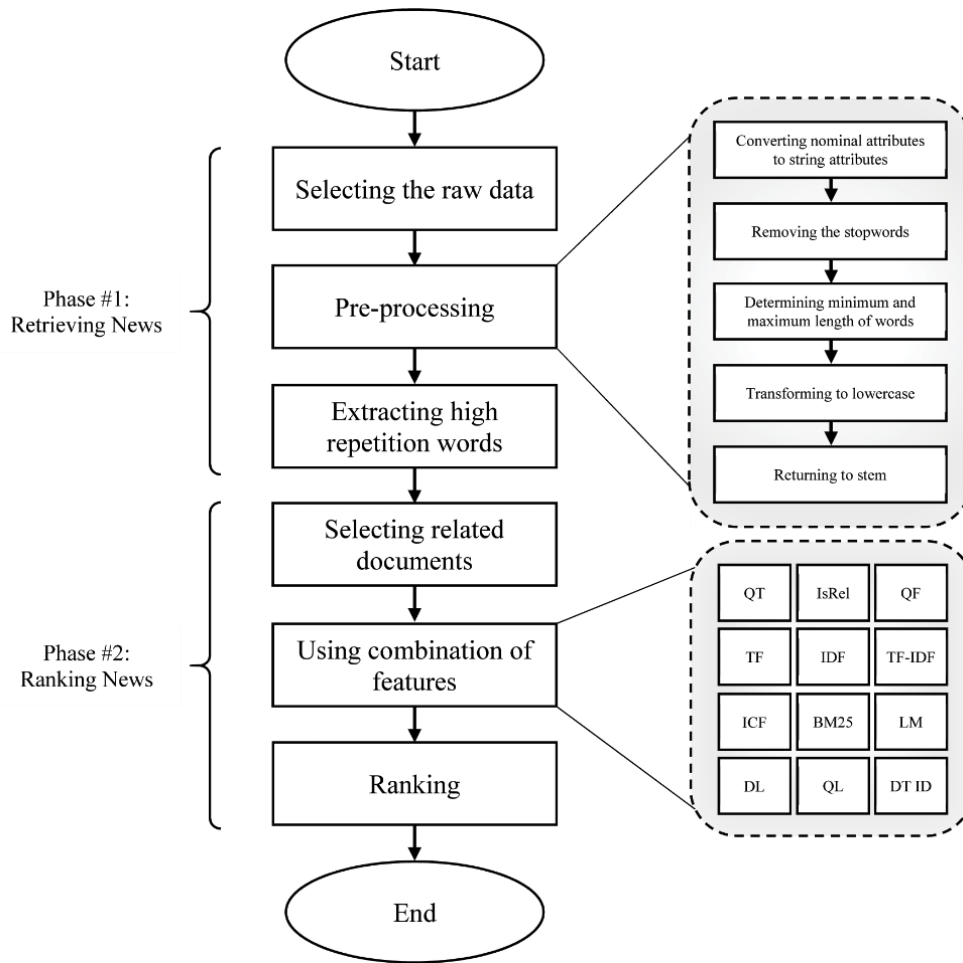 Start
Selecting the raw data
Pre-processing
Extracting high
repetition words
Selecting related
documents
Using combination of
features
Ranking
End
Phase #1:
Retrieving News
Phase #2:
Ranking News
Converting nominal attributes
to string attributes
Removing the stopwords
Determining minimum and
maximum length of words
Transforming to lowercase
Returning to stem
QT IsRel QF
TF IDF TF-IDF
ICF BM25 LM
DL QL DT ID